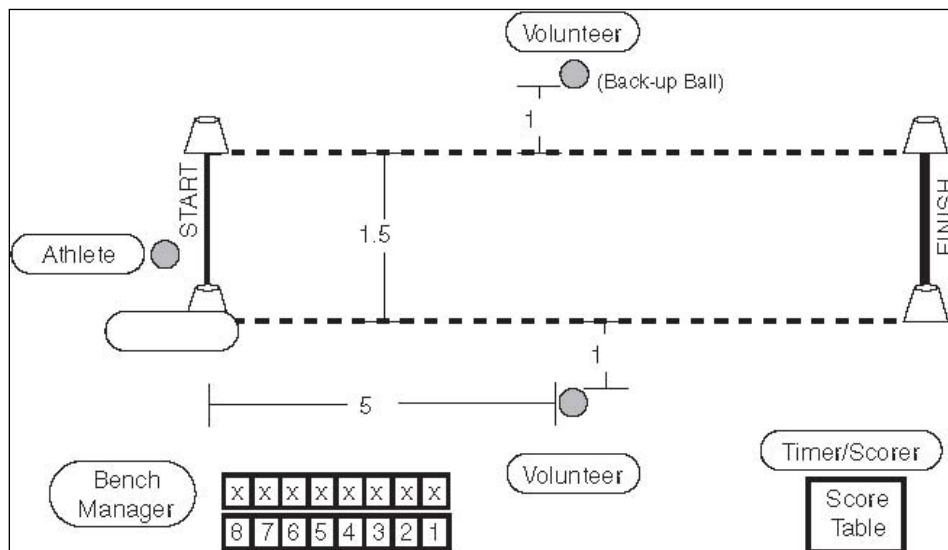 Volunteer
(Back-up Ball)
1
START
FINISH
1.5
Athlete
1
5
Bench
Manager
x x x x x x x x
8 7 6 5 4 3 2 1
Volunteer
Timer/Scorer
Score
Table